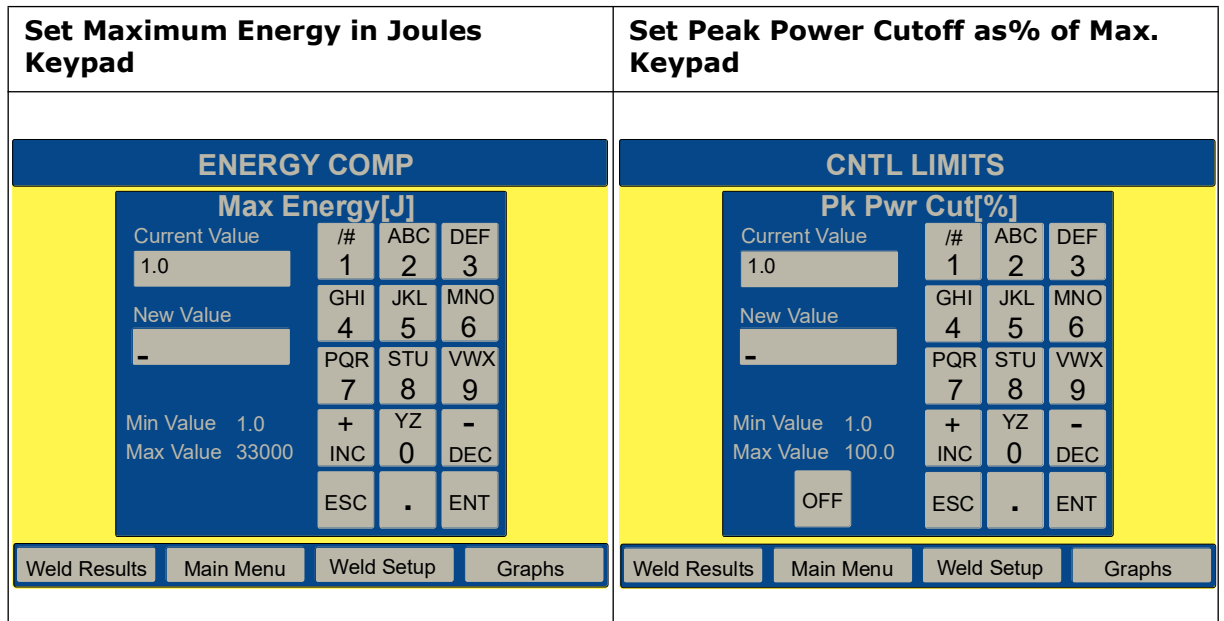 Set Maximum Energy in Joules
Keypad
ENERGY COMP
Max Energy[J]
Current Value
1.0
New Value
-
Min Value 1.0
Max Value 33000
/# ABC DEF
1 2 3
GHI JKL MNO
4 5 6
PQR STU VWX
7 8 9
+ YZ -
INC 0 DEC
ESC . ENT
Weld Results Main Menu Weld Setup Graphs
Set Peak Power Cutoff as% of Max.
Keypad
CNTL LIMITS
Pk Pwr Cut[%]
Current Value
1.0
New Value
-
Min Value 1.0
Max Value 100.0
OFF
/# ABC DEF
1 2 3
GHI JKL MNO
4 5 6
PQR STU VWX
7 8 9
+ YZ -
INC 0 DEC
ESC . ENT
Weld Results Main Menu Weld Setup Graphs